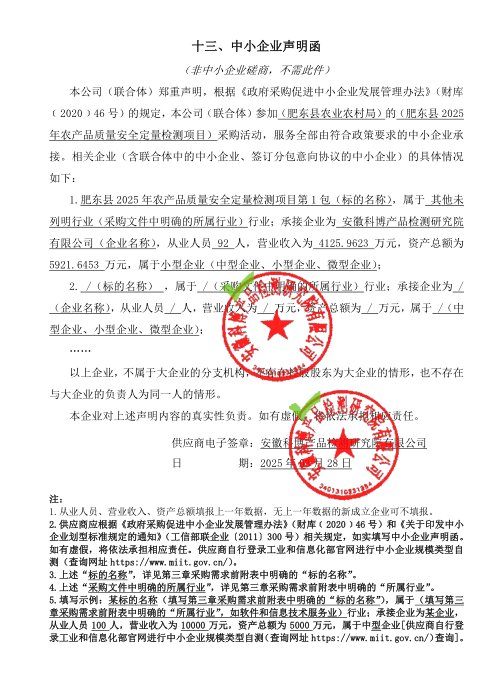 十三、中小企业声明函
（非中小企业磋商，不需此件）
本公司（联合体）郑重声明，根据《政府采购促进中小企业发展管理办法》（财库
﹝2020﹞46 号）的规定，本公司（联合体）参加（肥东县农业农村局）的（肥东县 2025
年农产品质量安全定量检测项目）采购活动，服务全部由符合政策要求的中小企业承
接。相关企业（含联合体中的中小企业、签订分包意向协议的中小企业）的具体情况
如下：
1.肥东县 2025 年农产品质量安全定量检测项目第 1 包（标的名称），属于 其他未
列明行业（采购文件中明确的所属行业）行业；承接企业为 安徽科博产品检测研究院
有限公司（企业名称），从业人员 92 人，营业收入为 4125.9623 万元，资产总额为
5921.6453 万元，属于小型企业（中型企业、小型企业、微型企业）；
2. /（标的名称） ，属于 /（采购文件中明确的所属行业）行业；承接企业为 /
（企业名称），从业人员 / 人，营业收入为 / 万元，资产总额为 / 万元，属于 /（中
型企业、小型企业、微型企业）；
……
以上企业，不属于大企业的分支机构，不存在控股股东为大企业的情形，也不存在
与大企业的负责人为同一人的情形。
本企业对上述声明内容的真实性负责。如有虚假，将依法承担相应责任。
供应商电子签章：安徽科博产品检测研究院有限公司
日 期：2025 年 月 28 日
注：
1.从业人员、营业收入、资产总额填报上一年数据，无上一年数据的新成立企业可不填报。
2.供应商应根据《政府采购促进中小企业发展管理办法》（财库﹝2020﹞46 号）和《关于印发中小
企业划型标准规定的通知》（工信部联企业〔2011〕300 号）相关规定，如实填写中小企业声明函。
如有虚假，将依法承担相应责任。供应商自行登录工业和信息化部官网进行中小企业规模类型自
测（查询网址 https://www.miit.gov.cn/）。
3.上述“标的名称”，详见第三章采购需求前附表中明确的“标的名称”。
4.上述“采购文件中明确的所属行业”，详见第三章采购需求前附表中明确的“所属行业”。
5.填写示例：某标的名称（填写第三章采购需求前附表中明确的“标的名称”），属于（填写第三
章采购需求前附表中明确的“所属行业”，如软件和信息技术服务业）行业；承接企业为某企业，
从业人员 100 人，营业收入为 10000 万元，资产总额为 5000 万元，属于中型企业[供应商自行登
录工业和信息化部官网进行中小企业规模类型自测(查询网址 https://www.miit.gov.cn/)查询]。